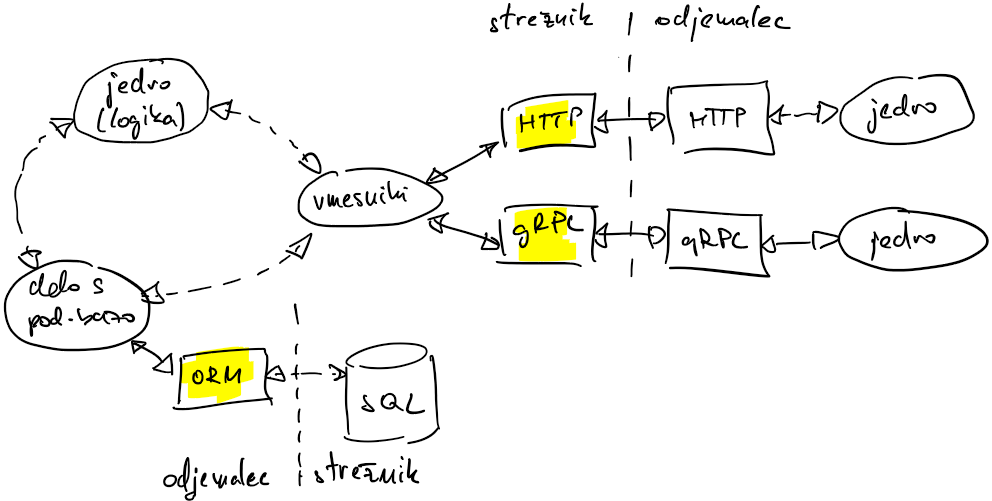 strežnik
odjemalec
jedro
(logika)
HTTP
HTTP
jedro
vmesniki
gRPC
gRPC
jedro
delo s
pod. bazo
ORM
SQL
odjemalec
strežnik